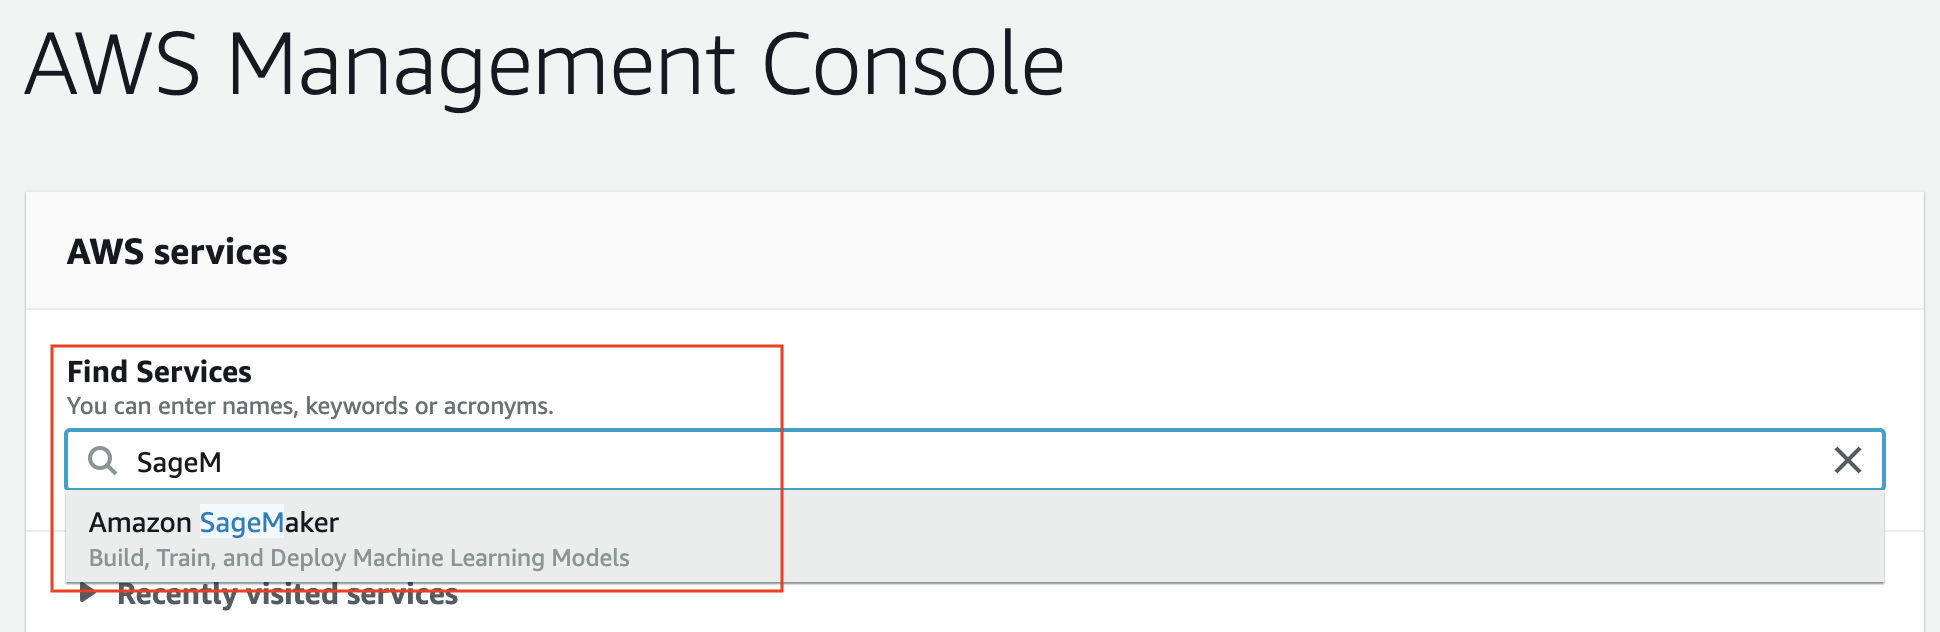 AWS Management Console
AWS services
Find Services
You can enter names, keywords or acronyms.
SageM
Amazon SageMaker
Build, Train, and Deploy Machine Learning Models
Recently visited services